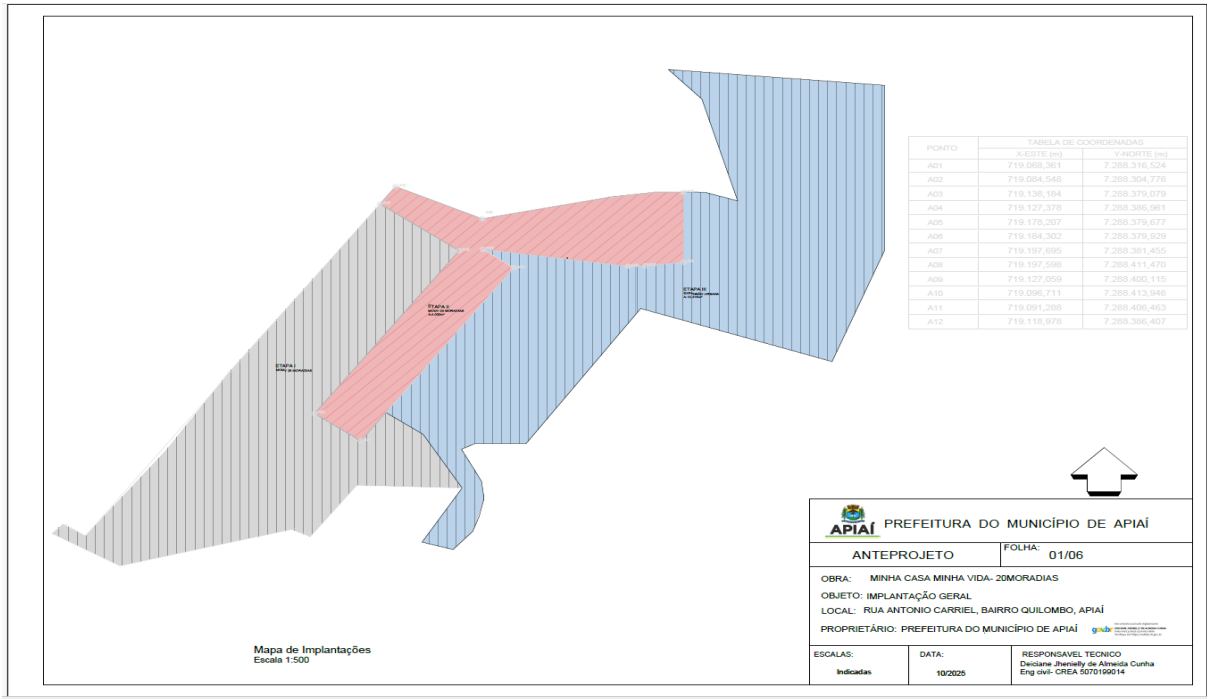 PONTO
TABELA DE COORDENADAS
X-ESTE (m) Y-NORTE (m)
A01 719.068,361 7.288.316,524
A02 719.084,548 7.288.304,776
A03 719.138,184 7.288.379,079
A04 719.127,378 7.288.386,961
A05 719.178,207 7.288.379,677
A06 719.184,302 7.288.379,929
A07 719.197,695 7.288.381,455
A08 719.197,598 7.288.411,470
A09 719.127,059 7.288.400,115
A10 719.096,711 7.288.413,946
A11 719.091,288 7.288.406,463
A12 719.118,978 7.288.386,407
ETAPA III
ETAPA II
ETAPA I
Mapa de Implantações
Escala 1:500
APIAÍ
PREFEITURA DO MUNICÍPIO DE APIAÍ
ANTEPROJETO
FOLHA: 01/06
OBRA: MINHA CASA MINHA VIDA- 20MORADIAS
OBJETO: IMPLANTAÇÃO GERAL
LOCAL: RUA ANTONIO CARRIEL, BAIRRO QUILOMBO, APIAÍ
PROPRIETÁRIO: PREFEITURA DO MUNICÍPIO DE APIAÍ
ESCALAS:
Indicadas
DATA:
10/2025
RESPONSAVEL TECNICO
Deiciane Jhenielly de Almeida Cunha
Eng civil- CREA 5070199014